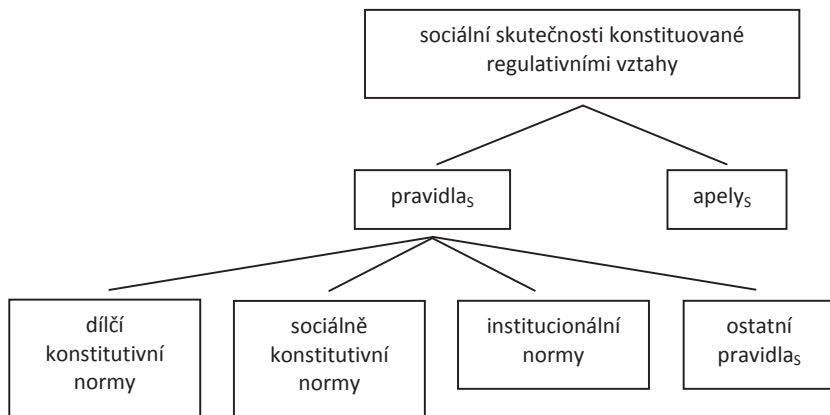 sociální skutečnosti konstituované
regulativními vztahy
pravidlaₛ
apelyₛ
dílčí
konstitutivní
normy
sociálně
konstitutivní
normy
institucionální
normy
ostatní
pravidlaₛ